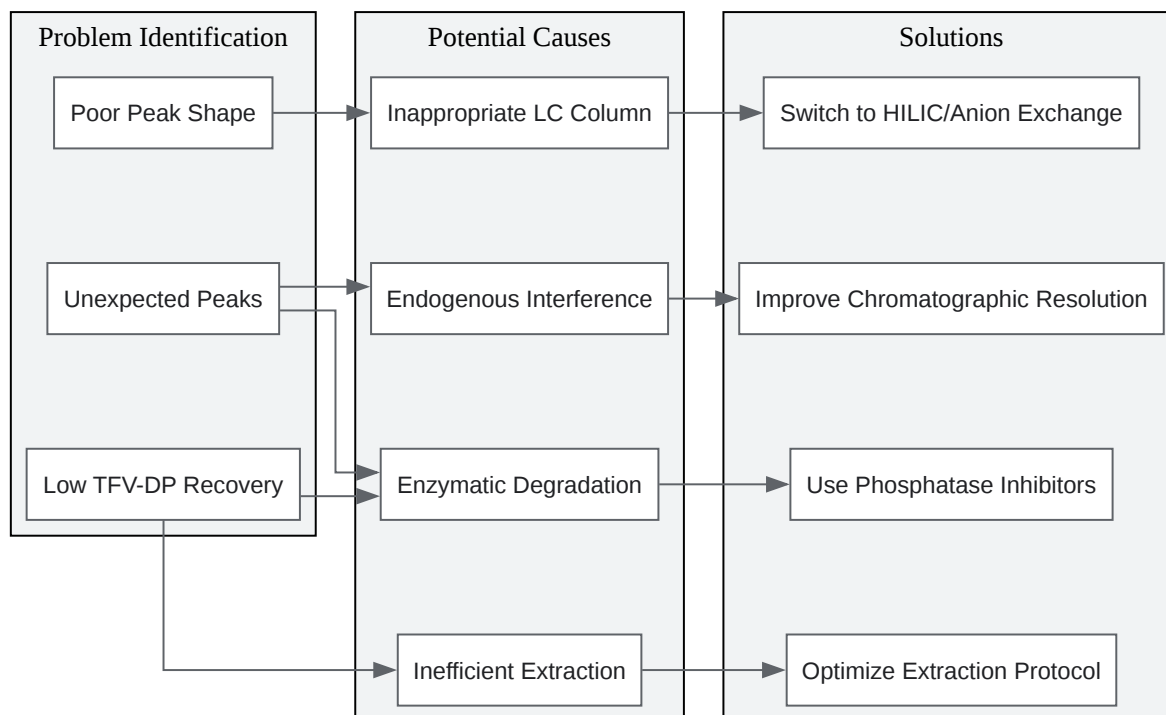 Problem Identification
Potential Causes
Solutions
Poor Peak Shape
Inappropriate LC Column
Switch to HILIC/Anion Exchange
Unexpected Peaks
Endogenous Interference
Improve Chromatographic Resolution
Low TFV-DP Recovery
Enzymatic Degradation
Use Phosphatase Inhibitors
Inefficient Extraction
Optimize Extraction Protocol